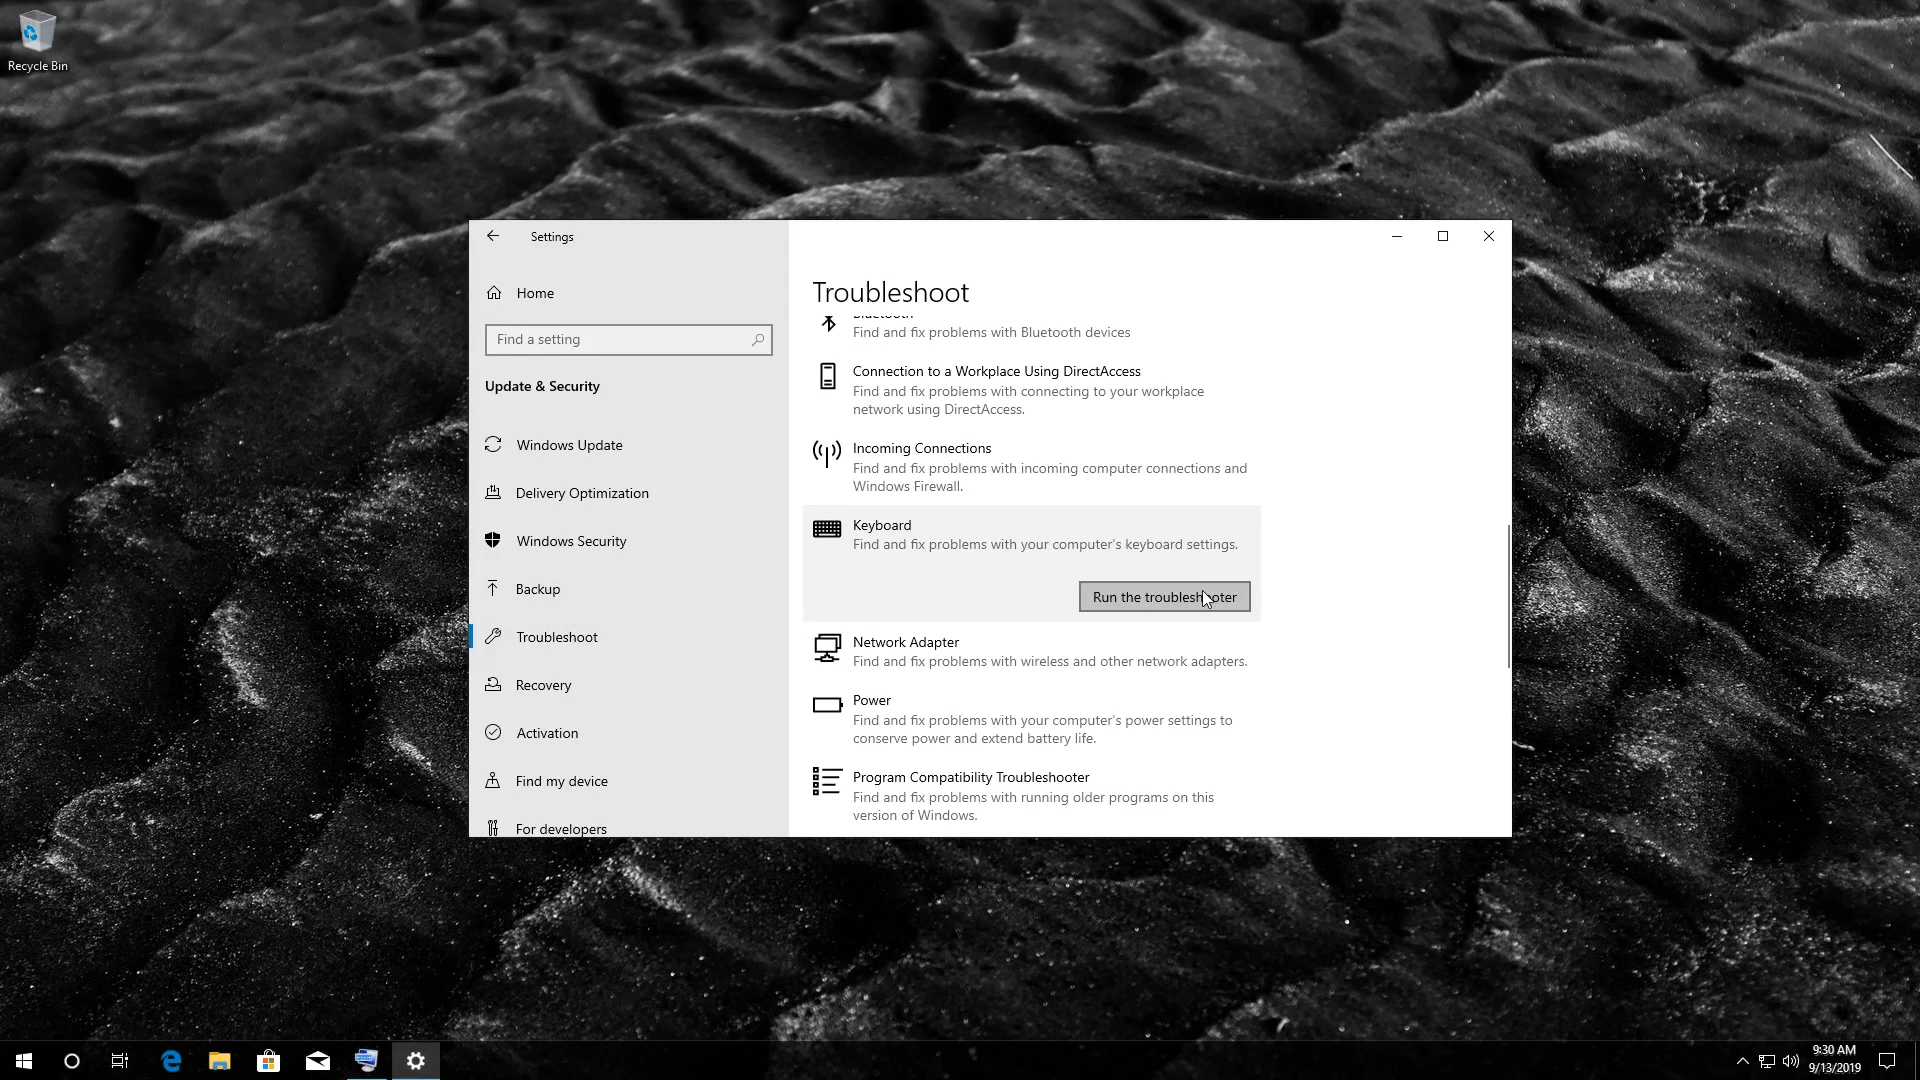 Recycle Bin
Settings
Home
Find a setting
Update & Security
Windows Update
Delivery Optimization
Windows Security
Backup
Troubleshoot
Recovery
Activation
Find my device
For developers
Troubleshoot
Bluetooth
Find and fix problems with Bluetooth devices
Connection to a Workplace Using DirectAccess
Find and fix problems with connecting to your workplace
network using DirectAccess.
Incoming Connections
Find and fix problems with incoming computer connections and
Windows Firewall.
Keyboard
Find and fix problems with your computer's keyboard settings.
Run the troubleshooter
Network Adapter
Find and fix problems with wireless and other network adapters.
Power
Find and fix problems with your computer's power settings to
conserve power and extend battery life.
Program Compatibility Troubleshooter
Find and fix problems with running older programs on this
version of Windows.
9:30 AM
9/13/2019